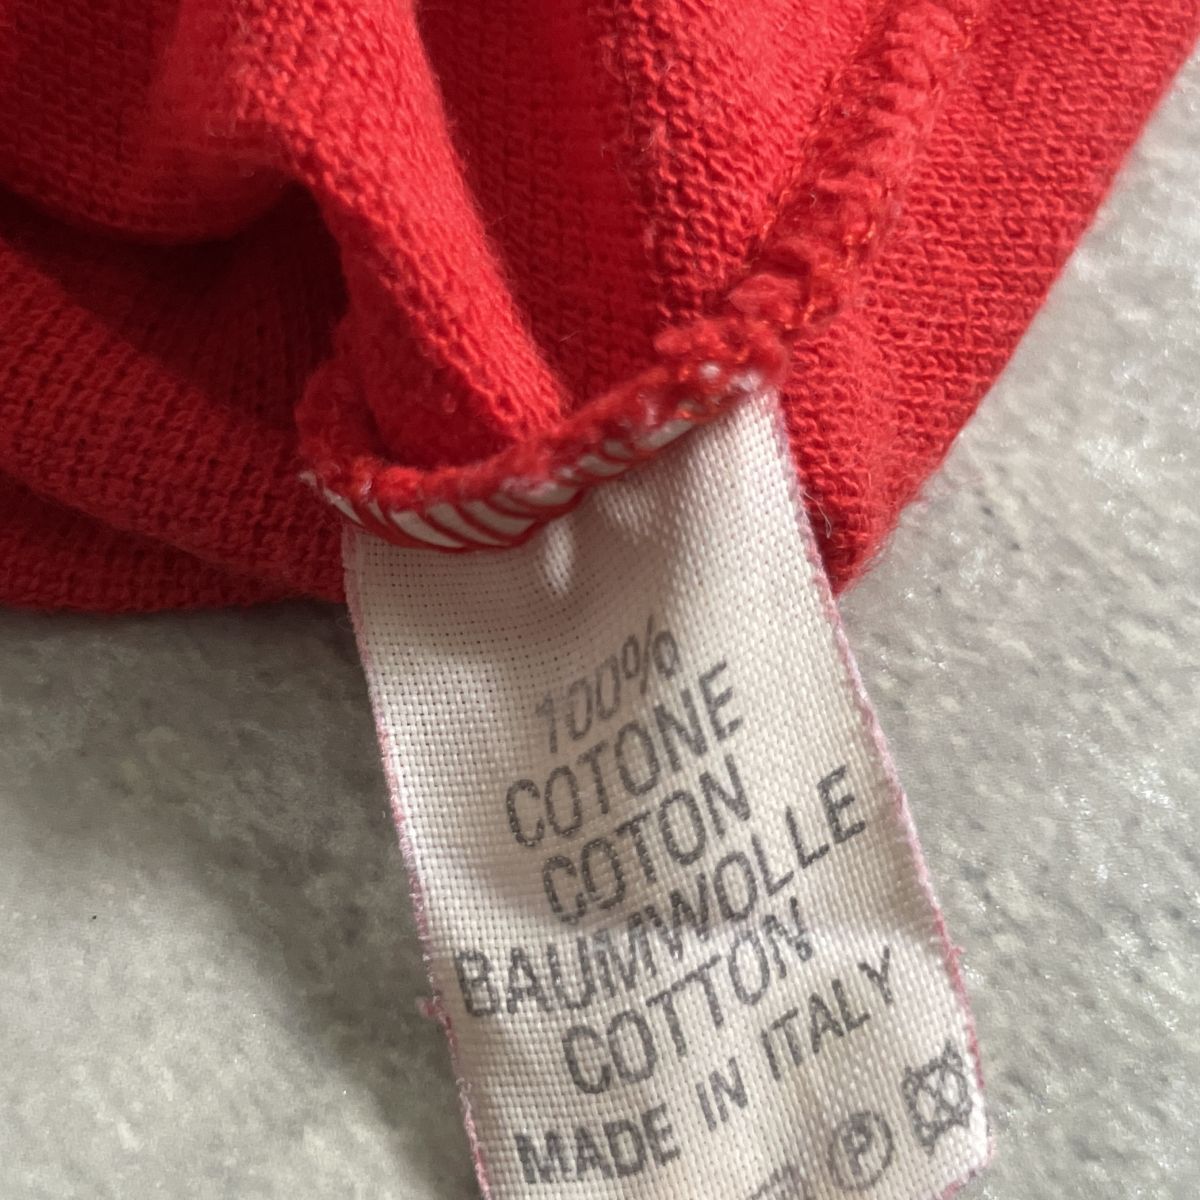 100%
COTONE
COTON
BAUMWOLLE
COTTON
MADE IN ITALY
P